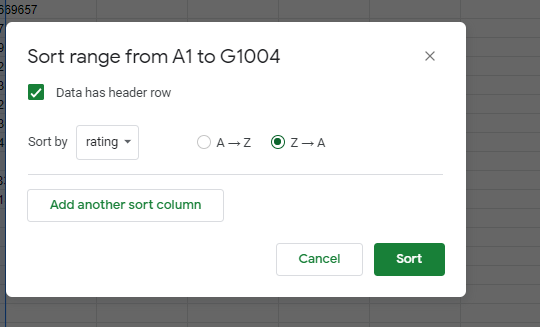 669657
Sort range from A1 to G1004
Data has header row
Sort by rating A → Z Z → A
Add another sort column
Cancel Sort